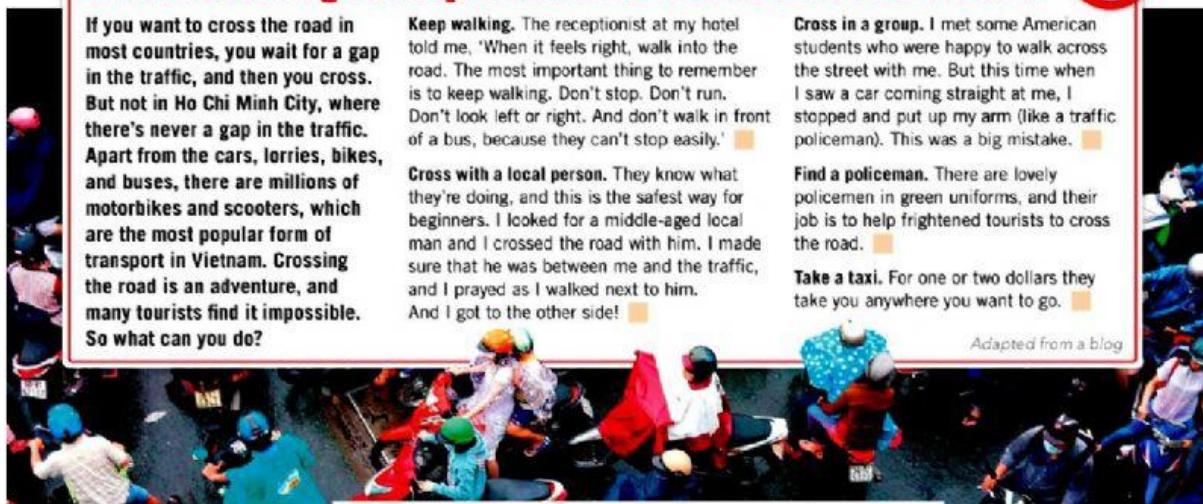 If you want to cross the road in
most countries, you wait for a gap
in the traffic, and then you cross.
But not in Ho Chi Minh City, where
there's never a gap in the traffic.
Apart from the cars, lorries, bikes,
and buses, there are millions of
motorbikes and scooters, which
are the most popular form of
transport in Vietnam. Crossing
the road is an adventure, and
many tourists find it impossible.
So what can you do?
Keep walking. The receptionist at my hotel
told me, 'When it feels right, walk into the
road. The most important thing to remember
is to keep walking. Don't stop. Don't run.
Don't look left or right. And don't walk in front
of a bus, because they can't stop easily.'
Cross with a local person. They know what
they're doing, and this is the safest way for
beginners. I looked for a middle-aged local
man and I crossed the road with him. I made
sure that he was between me and the traffic,
and I prayed as I walked next to him.
And I got to the other side!
Cross in a group. I met some American
students who were happy to walk across
the street with me. But this time when
I saw a car coming straight at me, I
stopped and put up my arm (like a traffic
policeman). This was a big mistake.
Find a policeman. There are lovely
policemen in green uniforms, and their
job is to help frightened tourists to cross
the road.
Take a taxi. For one or two dollars they
take you anywhere you want to go.
Adapted from a blog